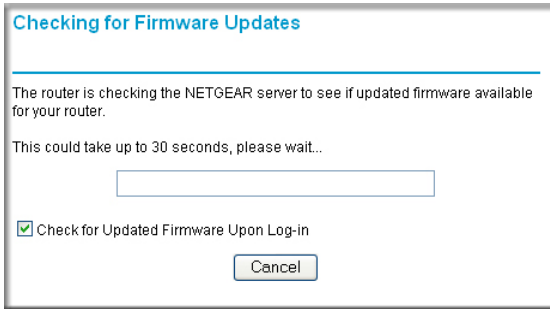 Checking for Firmware Updates
The router is checking the NETGEAR server to see if updated firmware available
for your router.
This could take up to 30 seconds, please wait...
Check for Updated Firmware Upon Log-in
Cancel